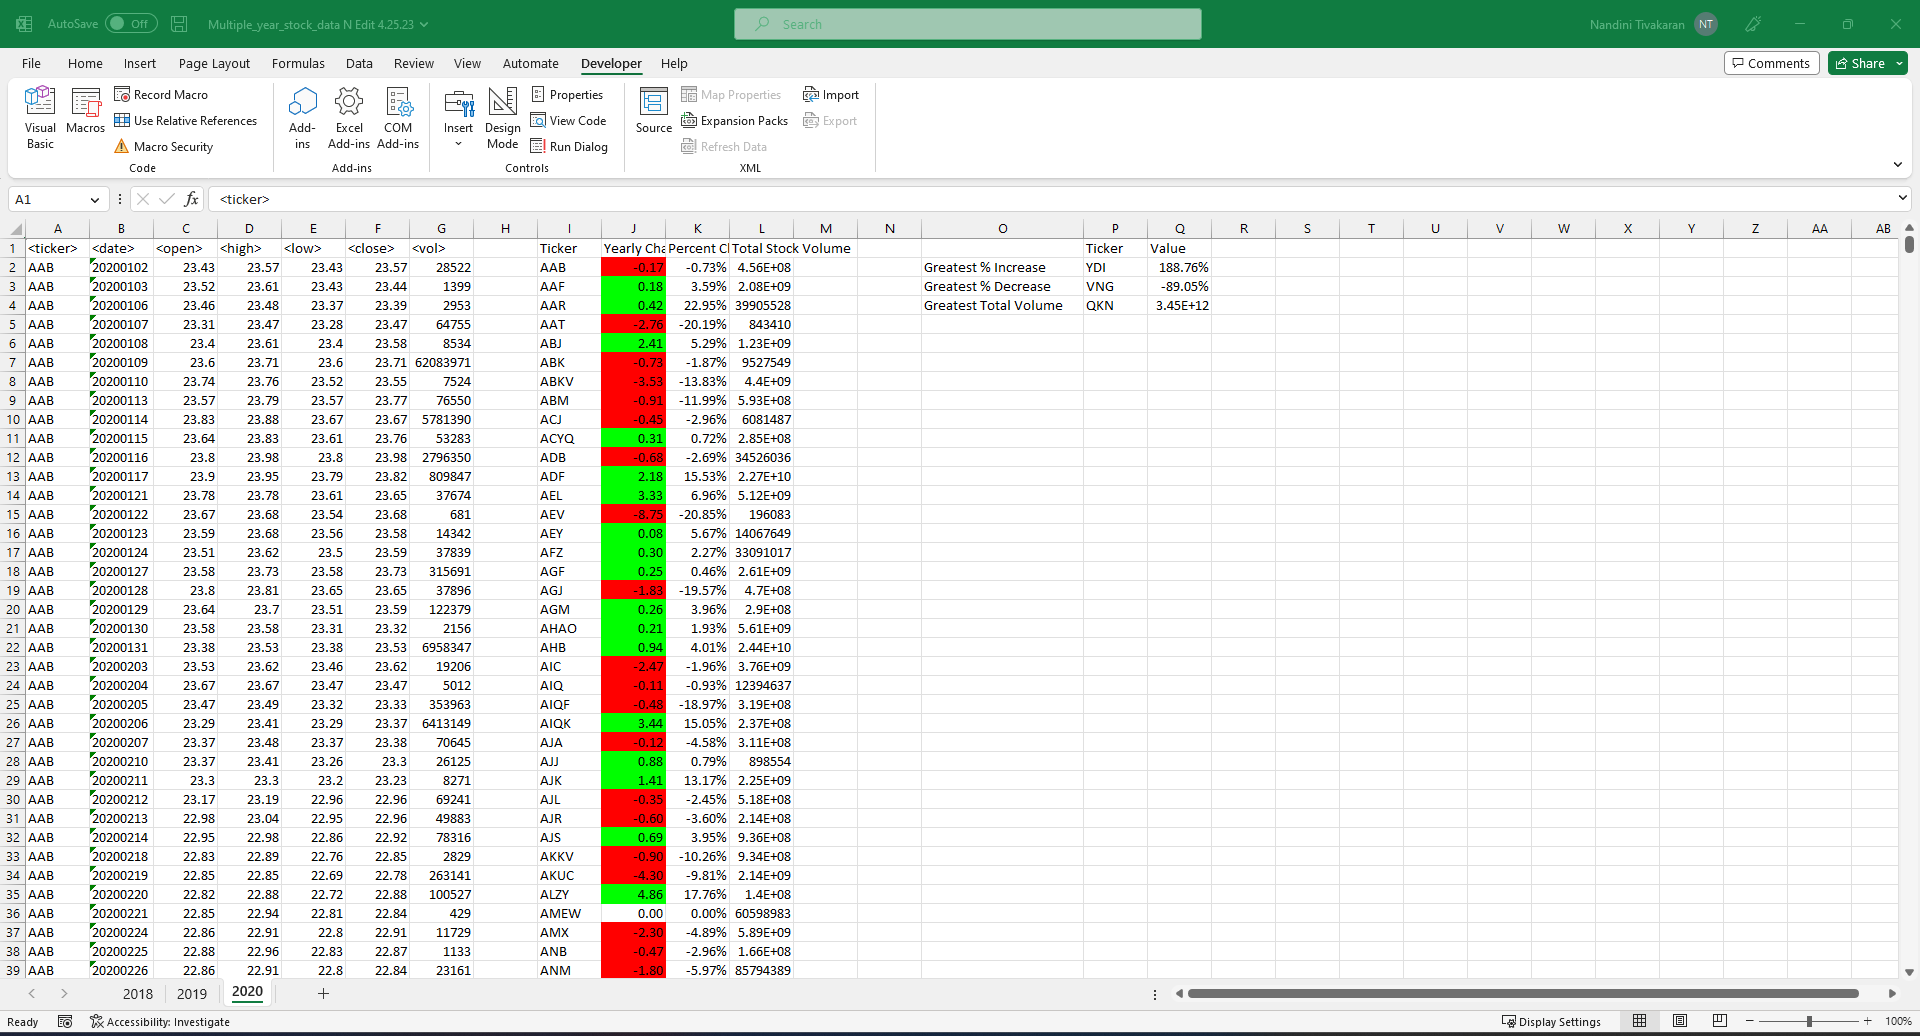 AutoSave Off Multiple_year_stock_data N Edit 4.25.23 Search Nandini Tivakaran NT
File Home Insert Page Layout Formulas Data Review View Automate Developer Help Comments Share
Visual Basic Macros Record Macro Use Relative References Macro Security Code
Add-ins Excel Add-ins COM Add-ins Add-ins
Insert Design Mode Properties View Code Run Dialog Controls
Source Map Properties Expansion Packs Refresh Data Import Export XML
A1 fx <ticker>
A B C D E F G H I J K L M N O P Q R S T U V W X Y Z AA AB
1 <ticker> <date> <open> <high> <low> <close> <vol> Ticker Yearly Cha Percent Cl Total Stock Volume Ticker Value
2 AAB 20200102 23.43 23.57 23.43 23.57 28522 AAB -0.17 -0.73% 4.56E+08 Greatest % Increase YDI 188.76%
3 AAB 20200103 23.52 23.61 23.43 23.44 1399 AAF 0.18 3.59% 2.08E+09 Greatest % Decrease VNG -89.05%
4 AAB 20200106 23.46 23.48 23.37 23.39 2953 AAR 0.42 22.95% 39905528 Greatest Total Volume QKN 3.45E+12
5 AAB 20200107 23.31 23.47 23.28 23.47 64755 AAT -2.76 -20.19% 843410
6 AAB 20200108 23.4 23.61 23.4 23.58 8534 ABJ 2.41 5.29% 1.23E+09
7 AAB 20200109 23.6 23.71 23.6 23.71 62083971 ABK -0.73 -1.87% 9527549
8 AAB 20200110 23.74 23.76 23.52 23.55 7524 ABKV -3.53 -13.83% 4.4E+09
9 AAB 20200113 23.57 23.79 23.57 23.77 76550 ABM -0.91 -11.99% 5.93E+08
10 AAB 20200114 23.83 23.88 23.67 23.67 5781390 ACJ -0.45 -2.96% 6081487
11 AAB 20200115 23.64 23.83 23.61 23.76 53283 ACYQ 0.31 0.72% 2.85E+08
12 AAB 20200116 23.8 23.98 23.8 23.98 2796350 ADB -0.68 -2.69% 34526036
13 AAB 20200117 23.9 23.95 23.79 23.82 809847 ADF 2.18 15.53% 2.27E+10
14 AAB 20200121 23.78 23.78 23.61 23.65 37674 AEL 3.33 6.96% 5.12E+09
15 AAB 20200122 23.67 23.68 23.54 23.68 681 AEV -8.75 -20.85% 196083
16 AAB 20200123 23.59 23.68 23.56 23.58 14342 AEY 0.08 5.67% 14067649
17 AAB 20200124 23.51 23.62 23.5 23.59 37839 AFZ 0.30 2.27% 33091017
18 AAB 20200127 23.58 23.73 23.58 23.73 315691 AGF 0.25 0.46% 2.61E+09
19 AAB 20200128 23.8 23.81 23.65 23.65 37896 AGJ -1.83 -19.57% 4.7E+08
20 AAB 20200129 23.64 23.7 23.51 23.59 122379 AGM 0.26 3.96% 2.9E+08
21 AAB 20200130 23.58 23.58 23.31 23.32 2156 AHAO 0.21 1.93% 5.61E+09
22 AAB 20200131 23.38 23.53 23.38 23.53 6958347 AHB 0.94 4.01% 2.44E+10
23 AAB 20200203 23.53 23.62 23.46 23.62 19206 AIC -2.47 -1.96% 3.76E+09
24 AAB 20200204 23.67 23.67 23.47 23.47 5012 AIQ -0.11 -0.93% 12394637
25 AAB 20200205 23.47 23.49 23.32 23.33 353963 AIQF -0.48 -18.97% 3.19E+08
26 AAB 20200206 23.29 23.41 23.29 23.37 6413149 AIQK 3.44 15.05% 2.37E+08
27 AAB 20200207 23.37 23.48 23.37 23.38 70645 AJA -0.12 -4.58% 3.11E+08
28 AAB 20200210 23.37 23.41 23.26 23.3 26125 AJJ 0.88 0.79% 898554
29 AAB 20200211 23.3 23.3 23.2 23.23 8271 AJK 1.41 13.17% 2.25E+09
30 AAB 20200212 23.17 23.19 22.96 22.96 69241 AJL -0.35 -2.45% 5.18E+08
31 AAB 20200213 22.98 23.04 22.95 22.96 49883 AJR -0.60 -3.60% 2.14E+08
32 AAB 20200214 22.95 22.98 22.86 22.92 78316 AJS 0.69 3.95% 9.36E+08
33 AAB 20200218 22.83 22.89 22.76 22.85 2829 AKKV -0.90 -10.26% 9.34E+08
34 AAB 20200219 22.85 22.85 22.69 22.78 263141 AKUC -4.30 -9.81% 2.14E+09
35 AAB 20200220 22.82 22.88 22.72 22.88 100527 ALZY 4.86 17.76% 1.4E+08
36 AAB 20200221 22.85 22.94 22.81 22.84 429 AMEW 0.00 0.00% 60598983
37 AAB 20200224 22.86 22.91 22.8 22.91 11729 AMX -2.30 -4.89% 5.89E+09
38 AAB 20200225 22.88 22.96 22.83 22.87 1133 ANB -0.47 -2.96% 1.66E+08
39 AAB 20200226 22.86 22.91 22.8 22.84 23161 ANM -1.80 -5.97% 85794389
2018 2019 2020
Ready Accessibility: Investigate Display Settings 100%